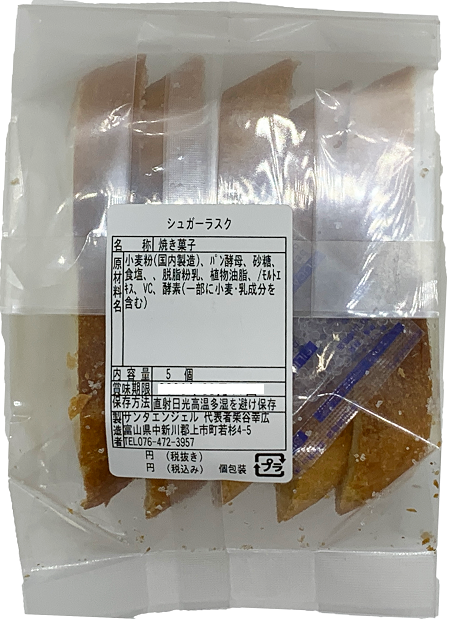 シュガーラスク
名 称 焼き菓子
原材料名 小麦粉(国内製造)、パン酵母、砂糖、
食塩、、脱脂粉乳、植物油脂、/モルトエ
キス、VC、酵素(一部に小麦・乳成分を
含む)
内容量 5 個
賞味期限
保存方法 直射日光高温多湿を避け保存
製造者 サンタエンジェル 代表者柴谷幸広
富山県中新川郡上市町若杉4-5
TEL076-472-3957
円 (税抜き)
円 (税込み) 個包装 プラ